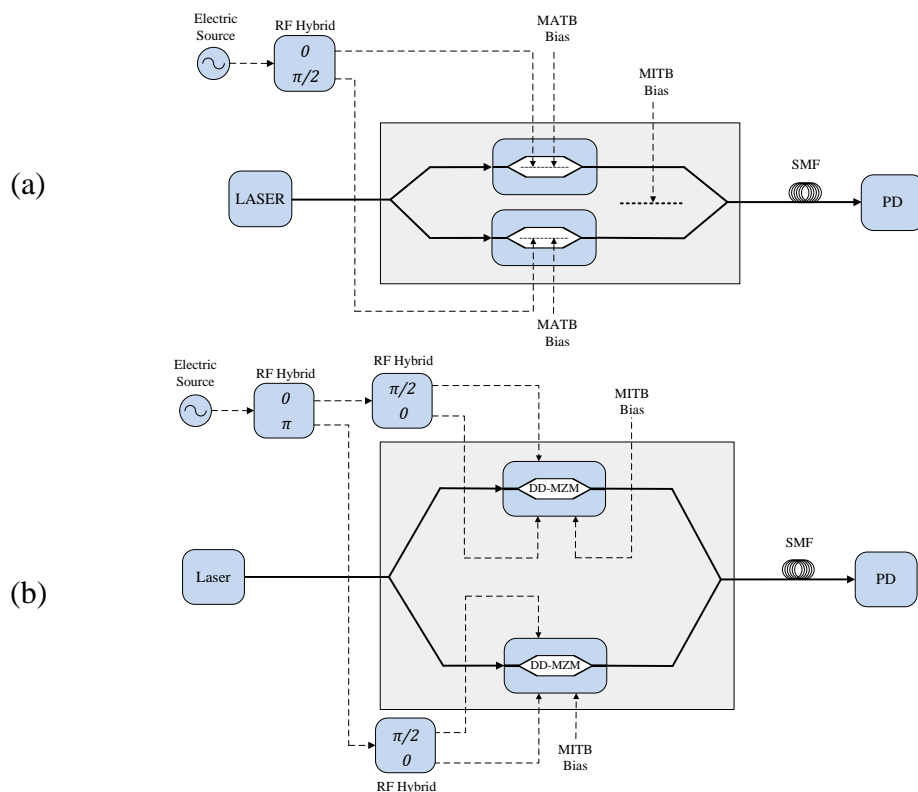 Electric
Source
RF Hybrid
0
π/2
MATB
Bias
MITB
Bias
(a)
LASER
SMF
PD
MATB
Bias
Electric
Source
RF Hybrid
0
π
RF Hybrid
π/2
0
MITB
Bias
DD-MZM
(b)
Laser
SMF
PD
DD-MZM
π/2
0
RF Hybrid
MITB
Bias